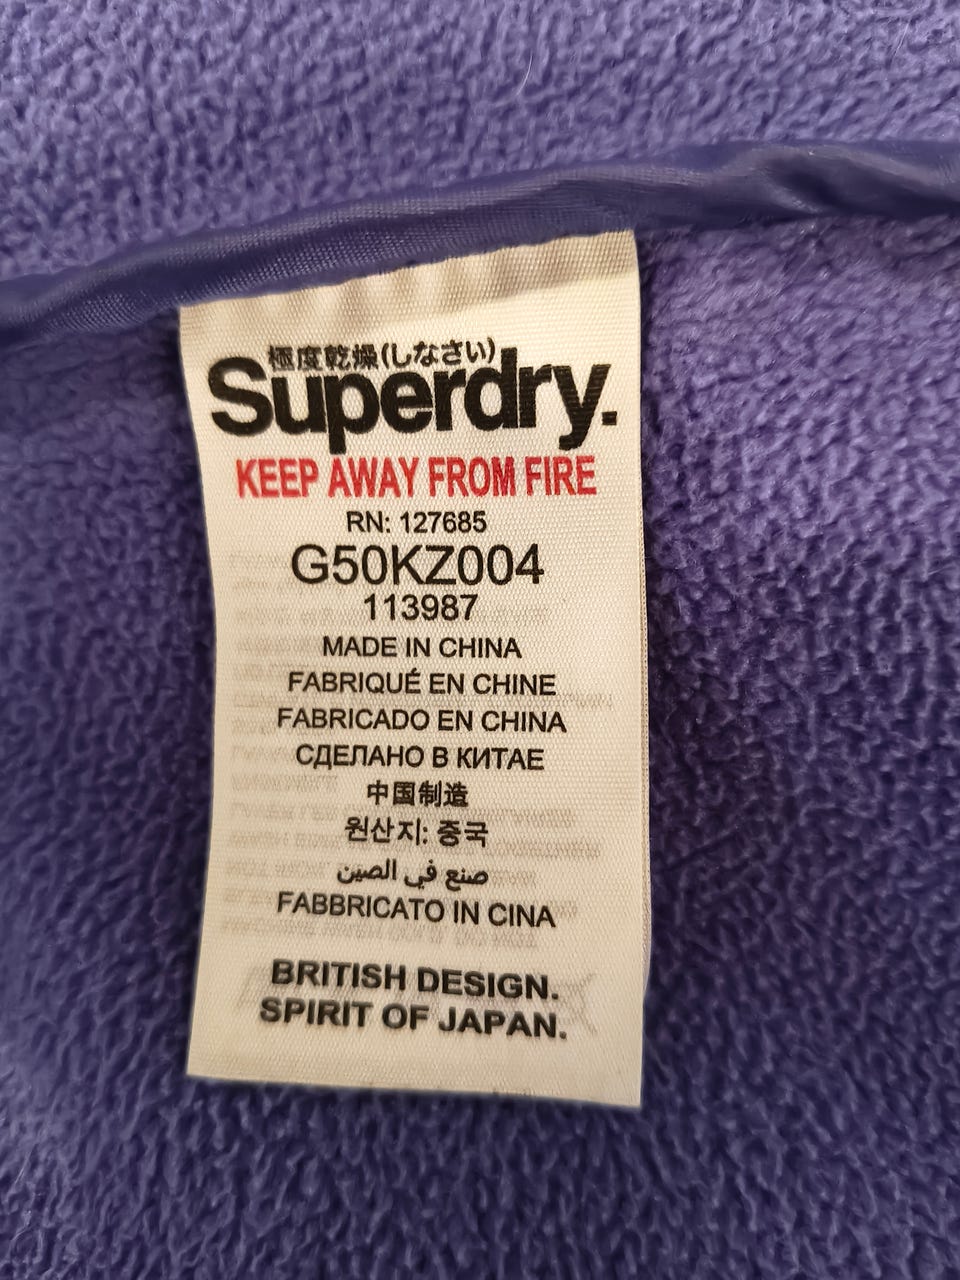 極度乾燥(しなさい)
Superdry.
KEEP AWAY FROM FIRE
RN: 127685
G50KZ004
113987
MADE IN CHINA
FABRIQUÉ EN CHINE
FABRICADO EN CHINA
СДЕЛАНО В КИТАЕ
中国制造
원산지: 중국
صنع في الصين
FABBRICATO IN CINA
BRITISH DESIGN.
SPIRIT OF JAPAN.